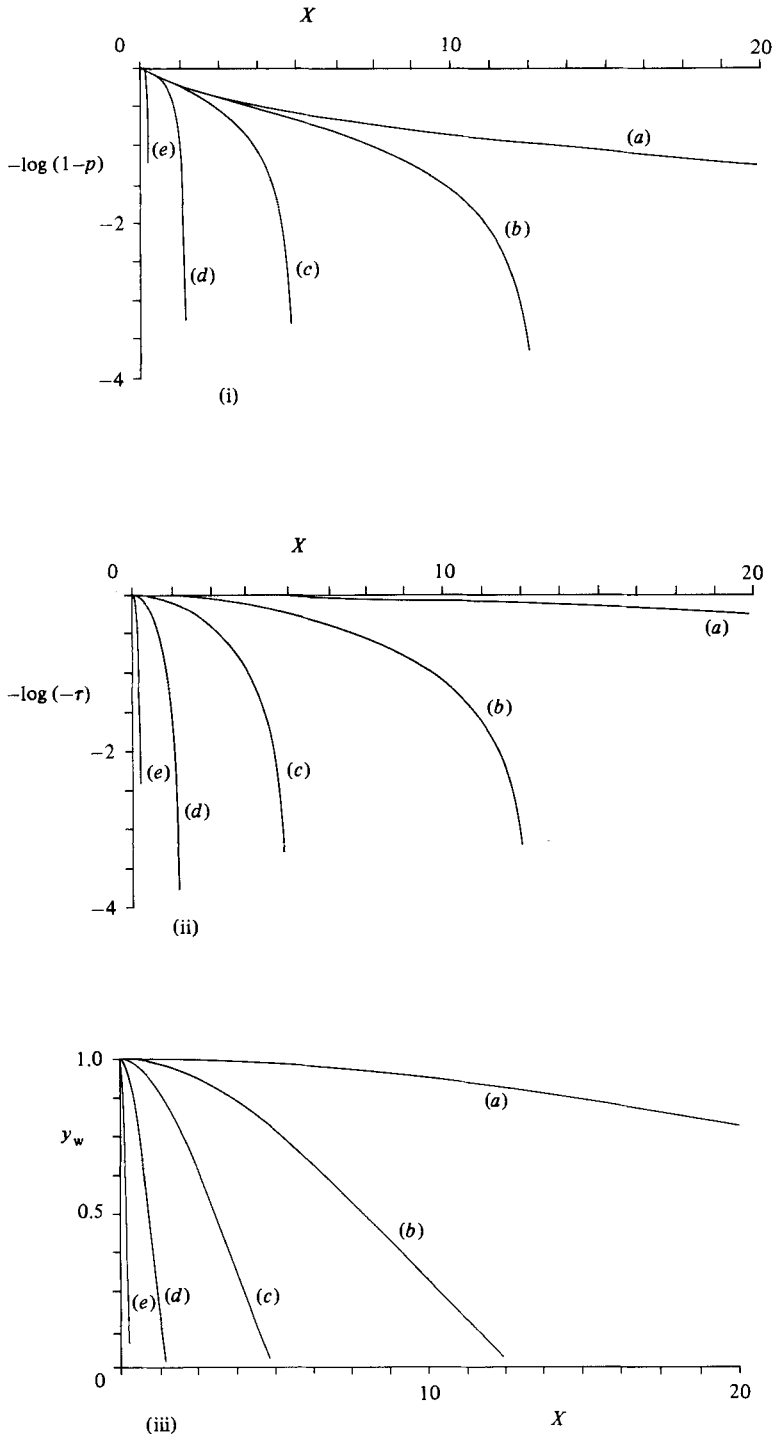 X
0 10 20
(e)
(a)
−log (1−p)
−2
(b)
(d)
(c)
−4
(i)
X
0 10 20
(a)
−log (−τ)
(b)
−2
(e)
(c)
(d)
−4
(ii)
1.0
(a)
y_w
0.5
(b)
(e)
(d)
(c)
0
10
20
(iii)
X